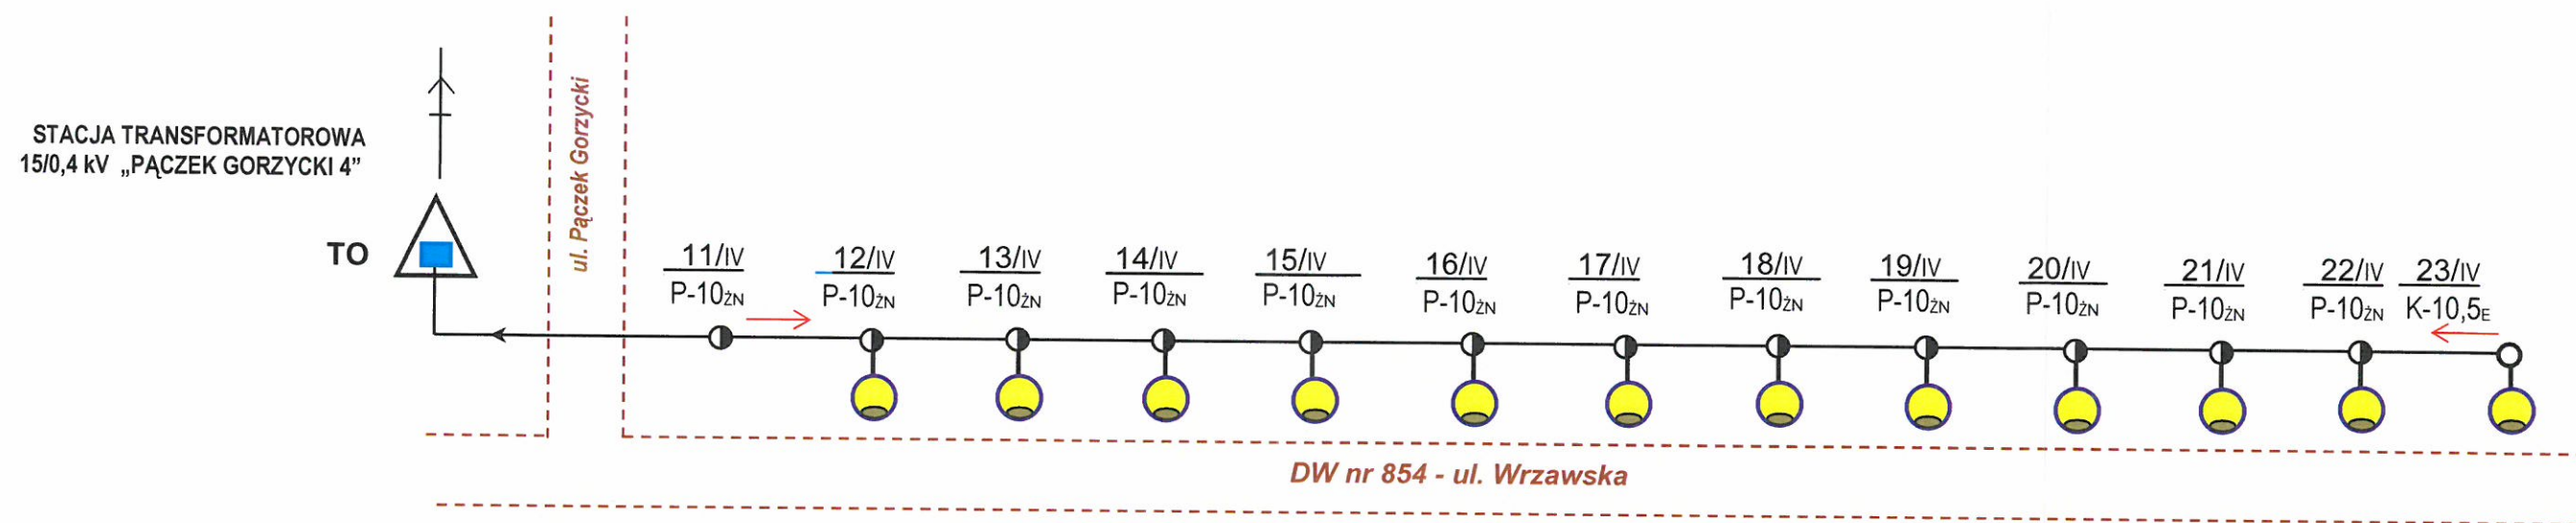 STACJA TRANSFORMATOROWA
15/0,4 kV „PĄCZEK GORZYCKI 4”
TO
ul. Pączek Gorzycki
11/IV
P-10ŻN
12/IV
P-10ŻN
13/IV
P-10ŻN
14/IV
P-10ŻN
15/IV
P-10ŻN
16/IV
P-10ŻN
17/IV
P-10ŻN
18/IV
P-10ŻN
19/IV
P-10ŻN
20/IV
P-10ŻN
21/IV
P-10ŻN
22/IV
P-10ŻN
23/IV
K-10,5E
DW nr 854 - ul. Wrzawska